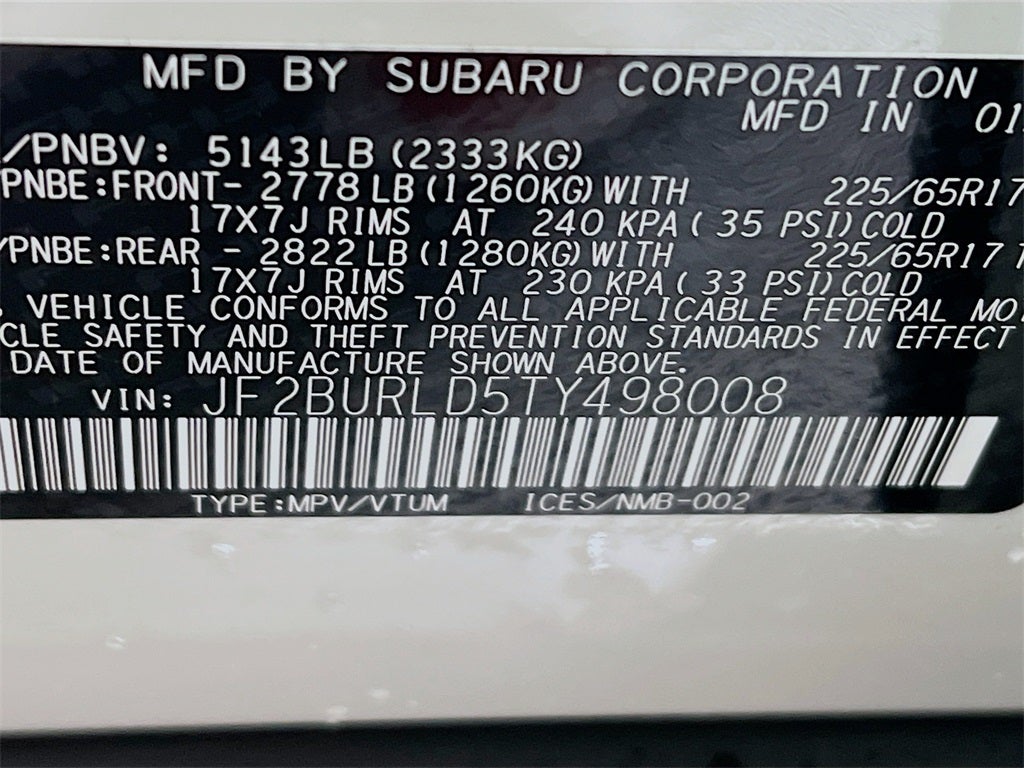 MFD BY SUBARU CORPORATION
MFD IN 01
/PNBV: 5143LB (2333KG)
/PNBE:FRONT- 2778 LB (1260KG) WITH 225/65R17
17X7J RIMS AT 240 KPA ( 35 PSI) COLD
/PNBE:REAR - 2822 LB (1280KG) WITH 225/65R17
17X7J RIMS AT 230 KPA ( 33 PSI) COLD
VEHICLE CONFORMS TO ALL APPLICABLE FEDERAL MO
CLE SAFETY AND THEFT PREVENTION STANDARDS IN EFFECT
DATE OF MANUFACTURE SHOWN ABOVE.
VIN: JF2BURLD5TY498008
TYPE:MPV/VTUM ICES/NMB-002